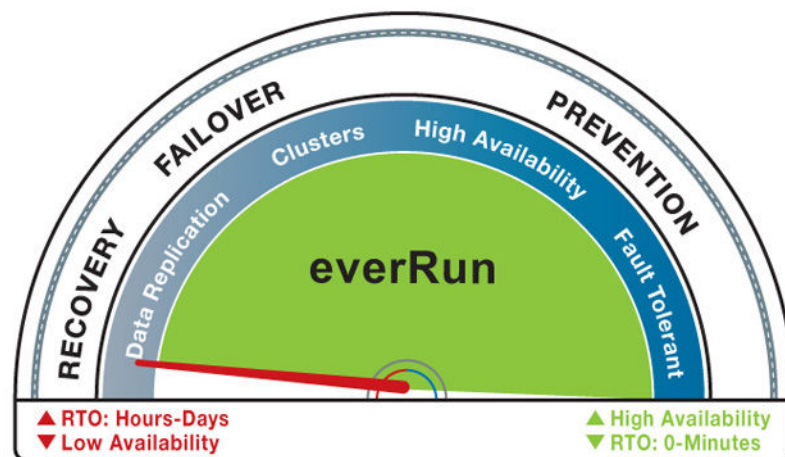 RECOVERY
FAILOVER
PREVENTION
Data Replication
Clusters
High Availability
Fault Tolerant
everRun
▲ RTO: Hours-Days
▼ Low Availability
▲ High Availability
▼ RTO: 0-Minutes